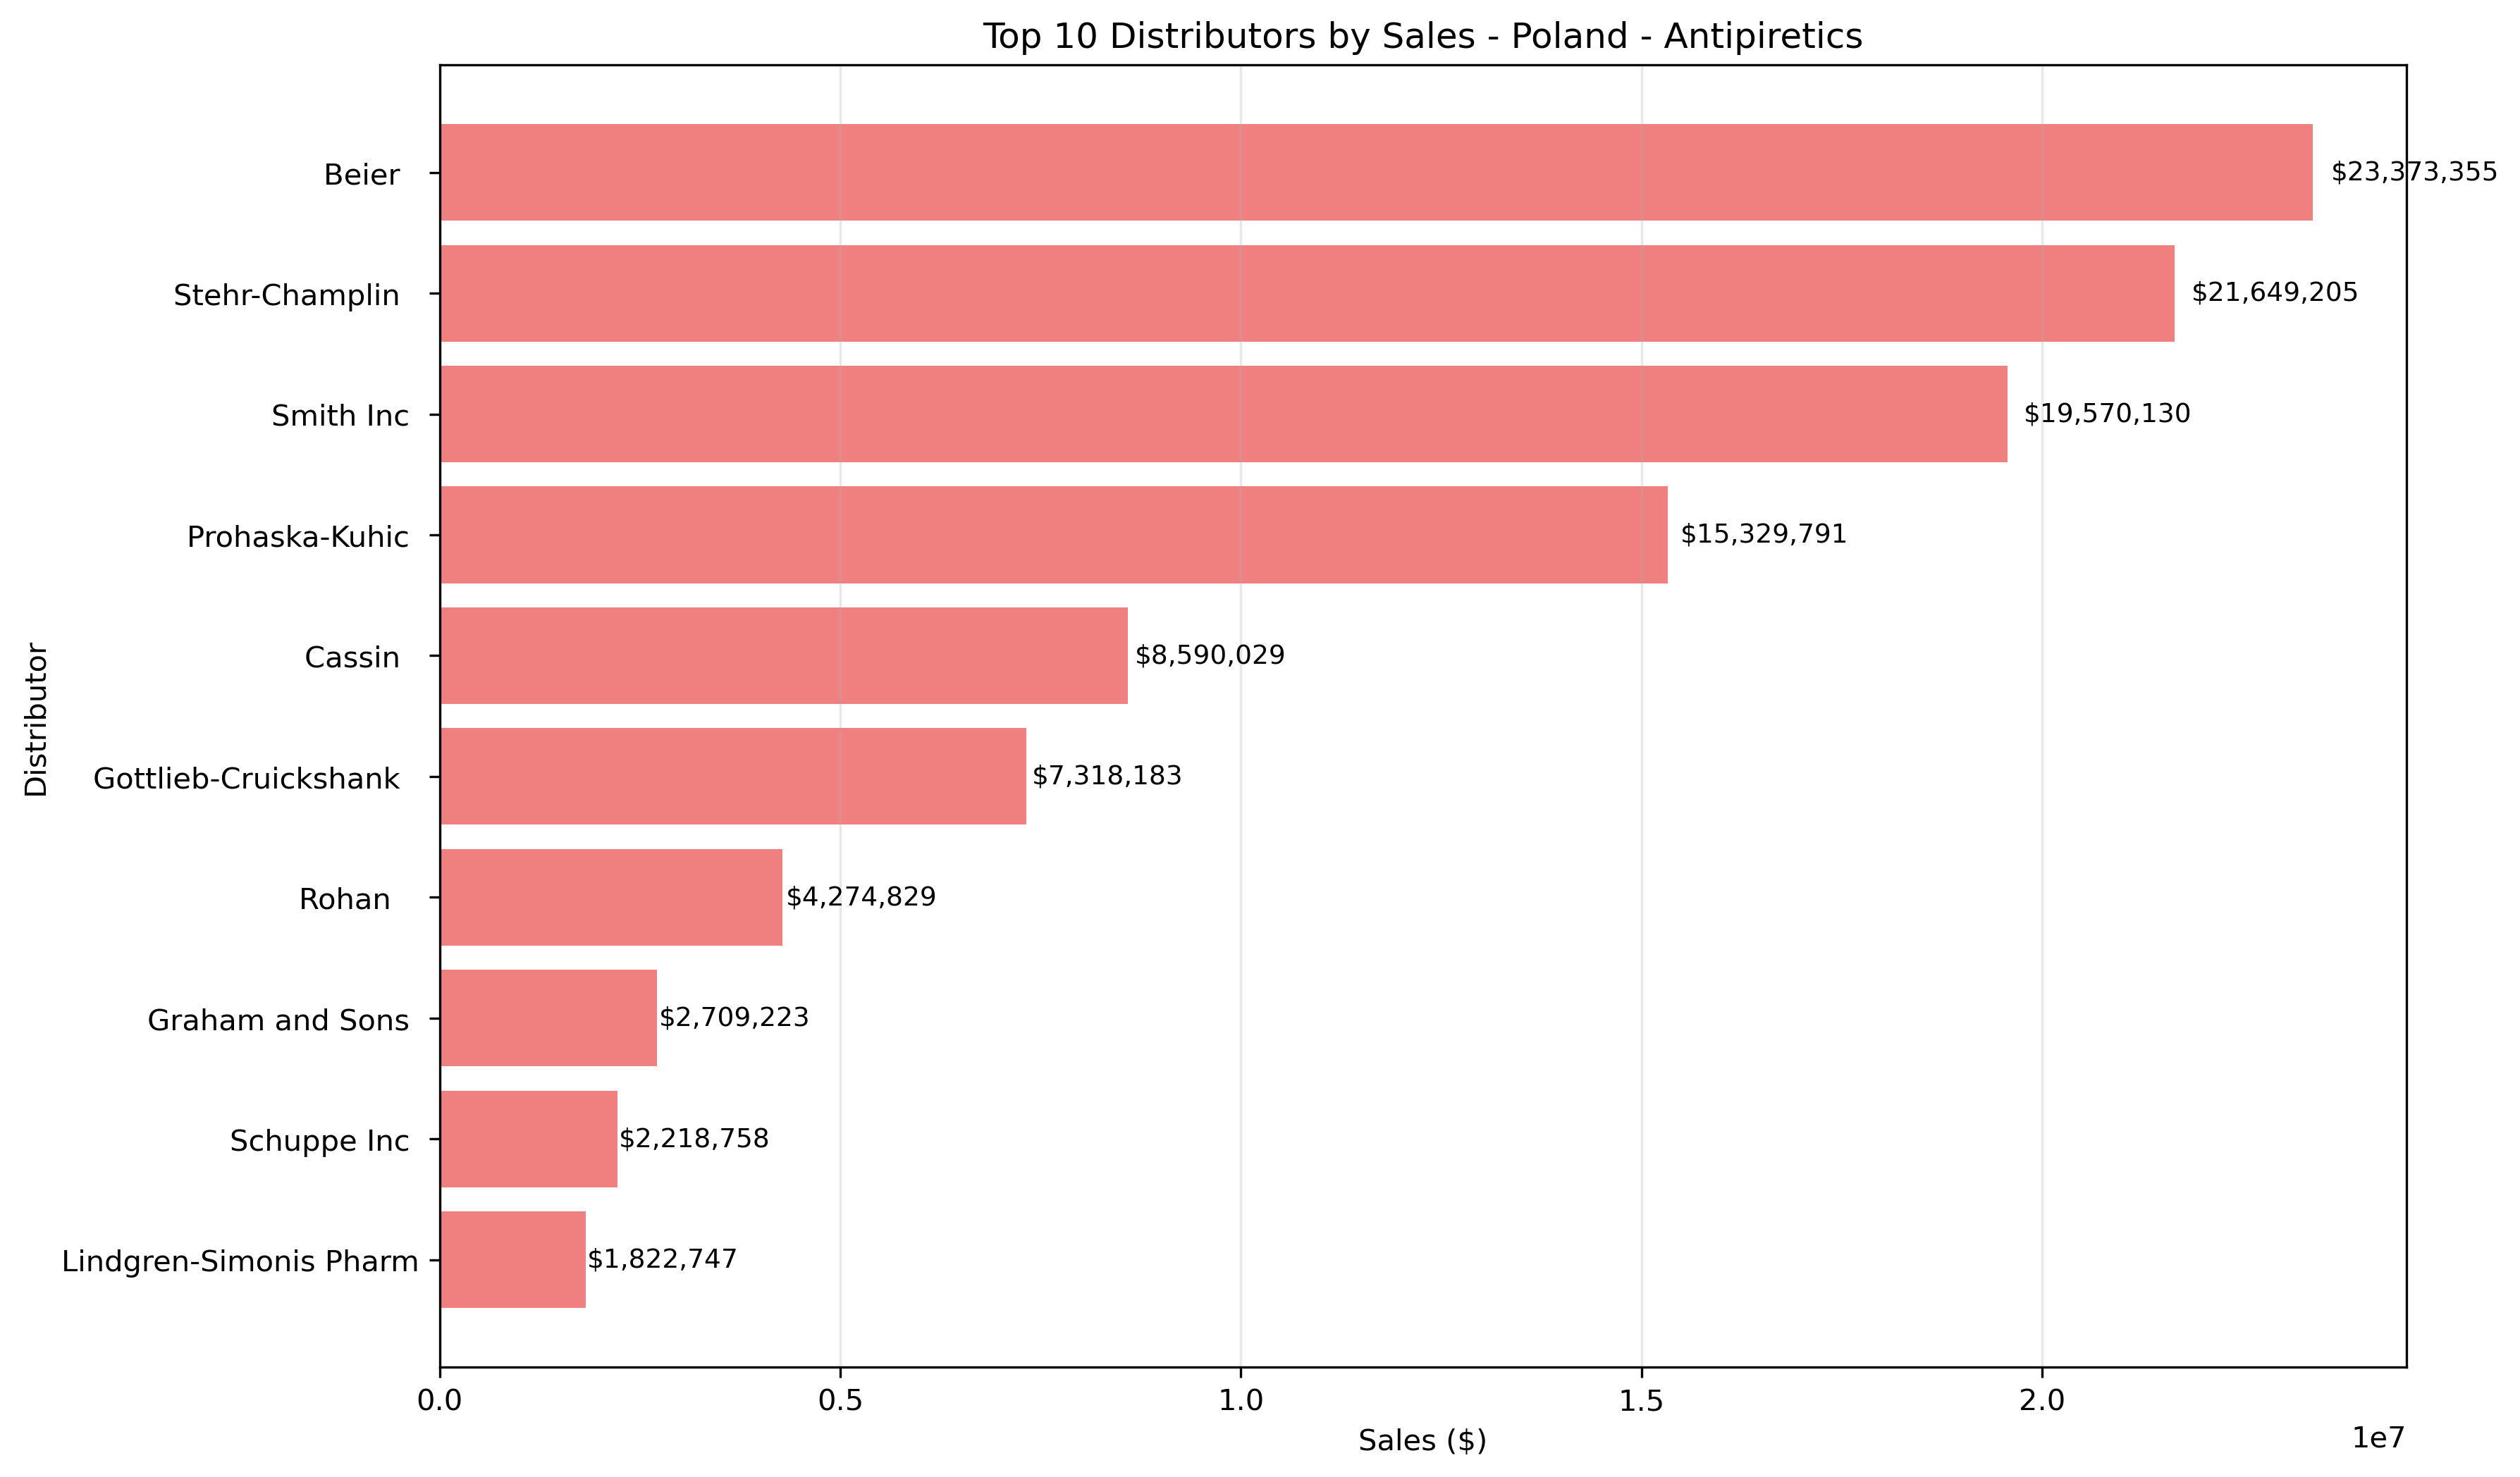 Top 10 Distributors by Sales - Poland - Antipiretics
Beier
$23,373,355
Stehr-Champlin
$21,649,205
Smith Inc
$19,570,130
Prohaska-Kuhic
$15,329,791
Cassin
$8,590,029
Gottlieb-Cruickshank
$7,318,183
Rohan
$4,274,829
Graham and Sons
$2,709,223
Schuppe Inc
$2,218,758
Lindgren-Simonis Pharm
$1,822,747
Distributor
0.0 0.5 1.0 1.5 2.0
1e7
Sales ($)